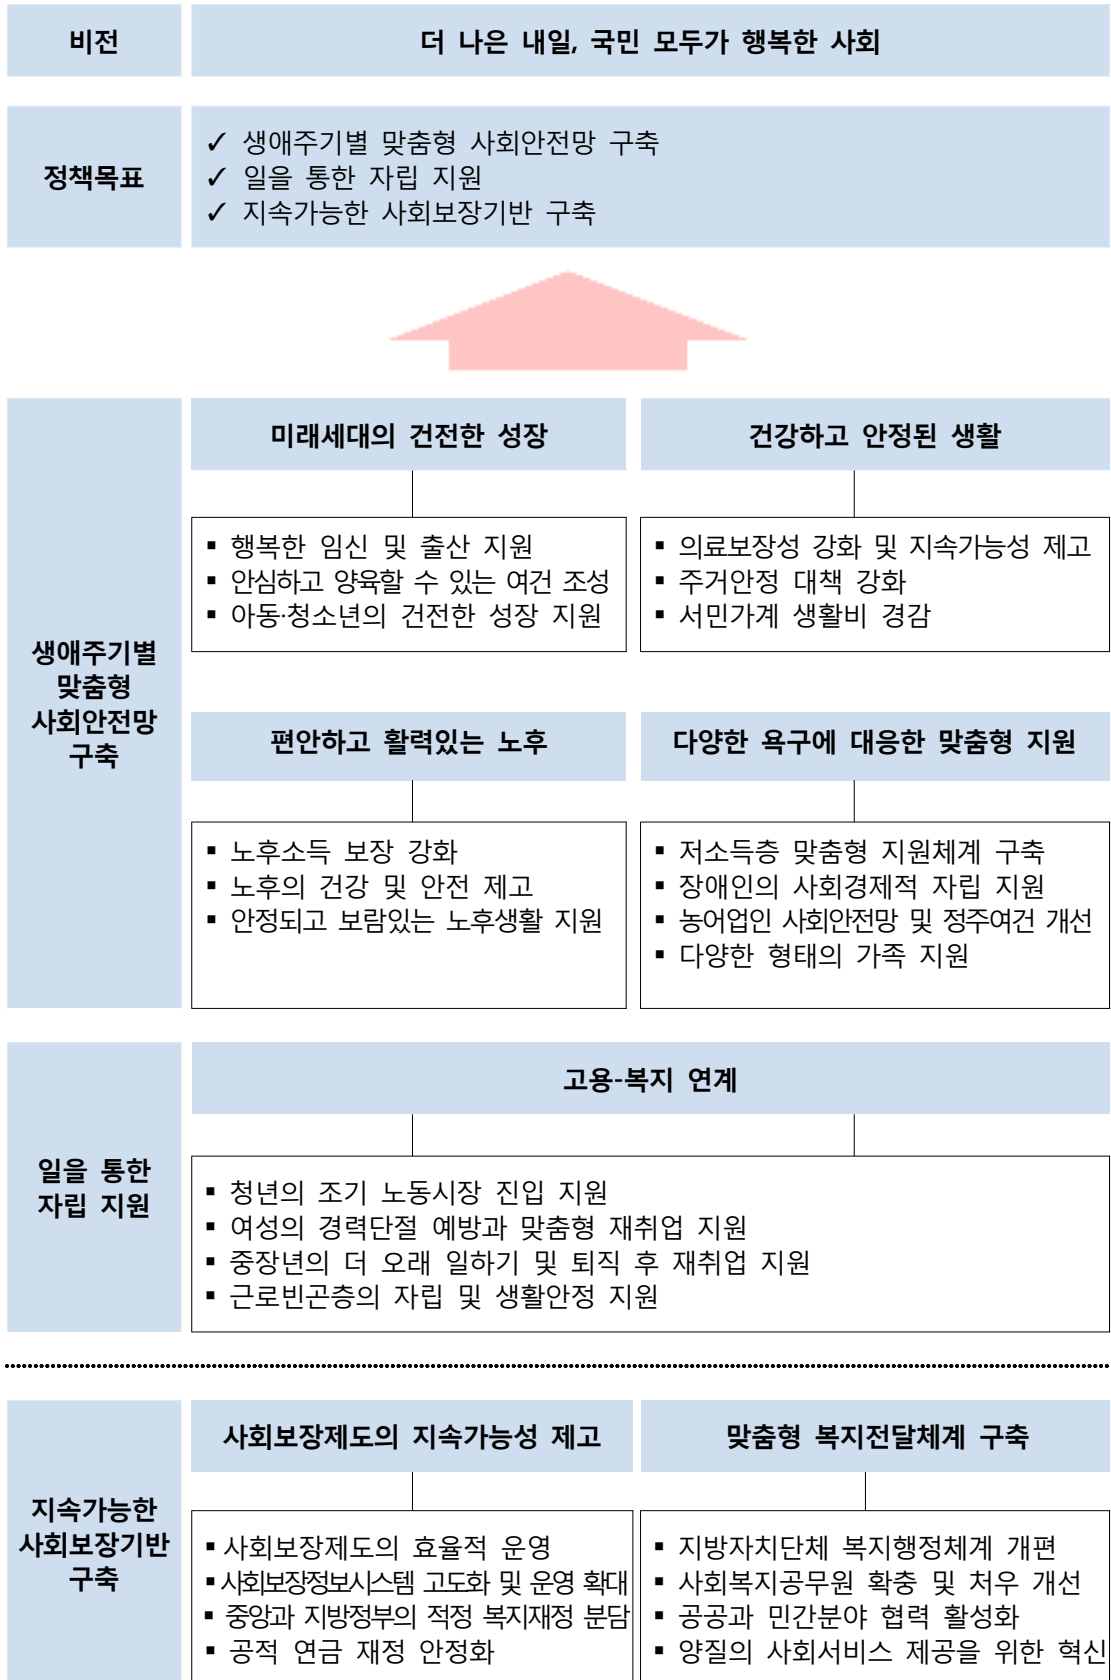 비전
더 나은 내일, 국민 모두가 행복한 사회
정책목표
✓ 생애주기별 맞춤형 사회안전망 구축
✓ 일을 통한 자립 지원
✓ 지속가능한 사회보장기반 구축
생애주기별
맞춤형
사회안전망
구축
미래세대의 건전한 성장
▪ 행복한 임신 및 출산 지원
▪ 안심하고 양육할 수 있는 여건 조성
▪ 아동·청소년의 건전한 성장 지원
건강하고 안정된 생활
▪ 의료보장성 강화 및 지속가능성 제고
▪ 주거안정 대책 강화
▪ 서민가계 생활비 경감
편안하고 활력있는 노후
▪ 노후소득 보장 강화
▪ 노후의 건강 및 안전 제고
▪ 안정되고 보람있는 노후생활 지원
다양한 욕구에 대응한 맞춤형 지원
▪ 저소득층 맞춤형 지원체계 구축
▪ 장애인의 사회경제적 자립 지원
▪ 농어업인 사회안전망 및 정주여건 개선
▪ 다양한 형태의 가족 지원
일을 통한
자립 지원
고용-복지 연계
▪ 청년의 조기 노동시장 진입 지원
▪ 여성의 경력단절 예방과 맞춤형 재취업 지원
▪ 중장년의 더 오래 일하기 및 퇴직 후 재취업 지원
▪ 근로빈곤층의 자립 및 생활안정 지원
지속가능한
사회보장기반
구축
사회보장제도의 지속가능성 제고
▪ 사회보장제도의 효율적 운영
▪ 사회보장정보시스템 고도화 및 운영 확대
▪ 중앙과 지방정부의 적정 복지재정 분담
▪ 공적 연금 재정 안정화
맞춤형 복지전달체계 구축
▪ 지방자치단체 복지행정체계 개편
▪ 사회복지공무원 확충 및 처우 개선
▪ 공공과 민간분야 협력 활성화
▪ 양질의 사회서비스 제공을 위한 혁신